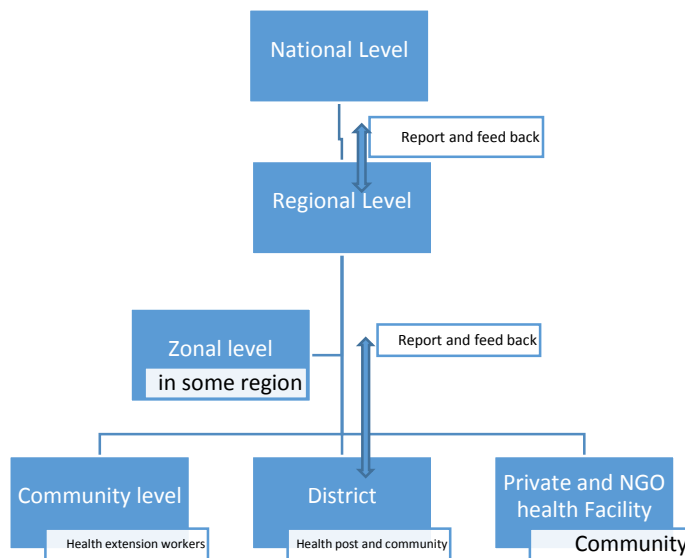 National Level
Report and feed back
Regional Level
Report and feed back
Zonal level
in some region
Community level
Health extension workers
District
Health post and community
Private and NGO
health Facility
Community